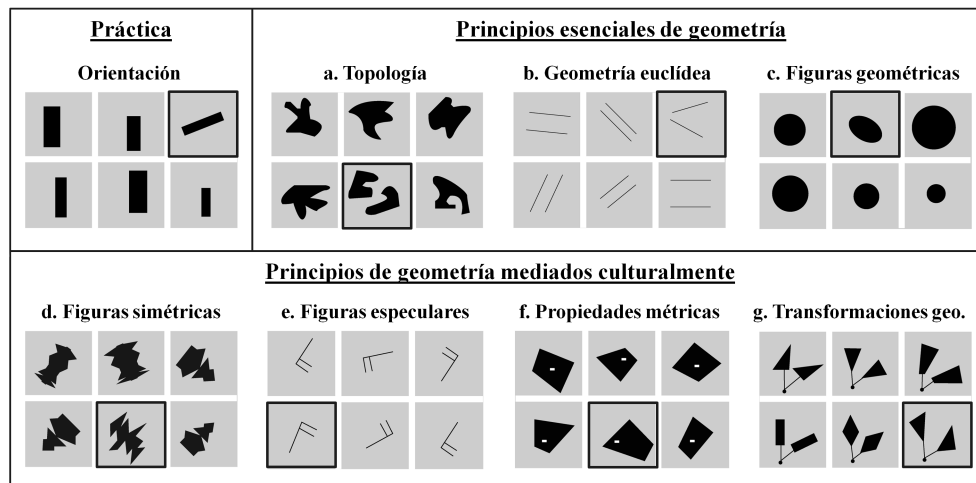 Práctica
Principios esenciales de geometría
Orientación
a. Topología
b. Geometría euclídea
c. Figuras geométricas
Principios de geometría mediados culturalmente
d. Figuras simétricas
e. Figuras especulares
f. Propiedades métricas
g. Transformaciones geo.